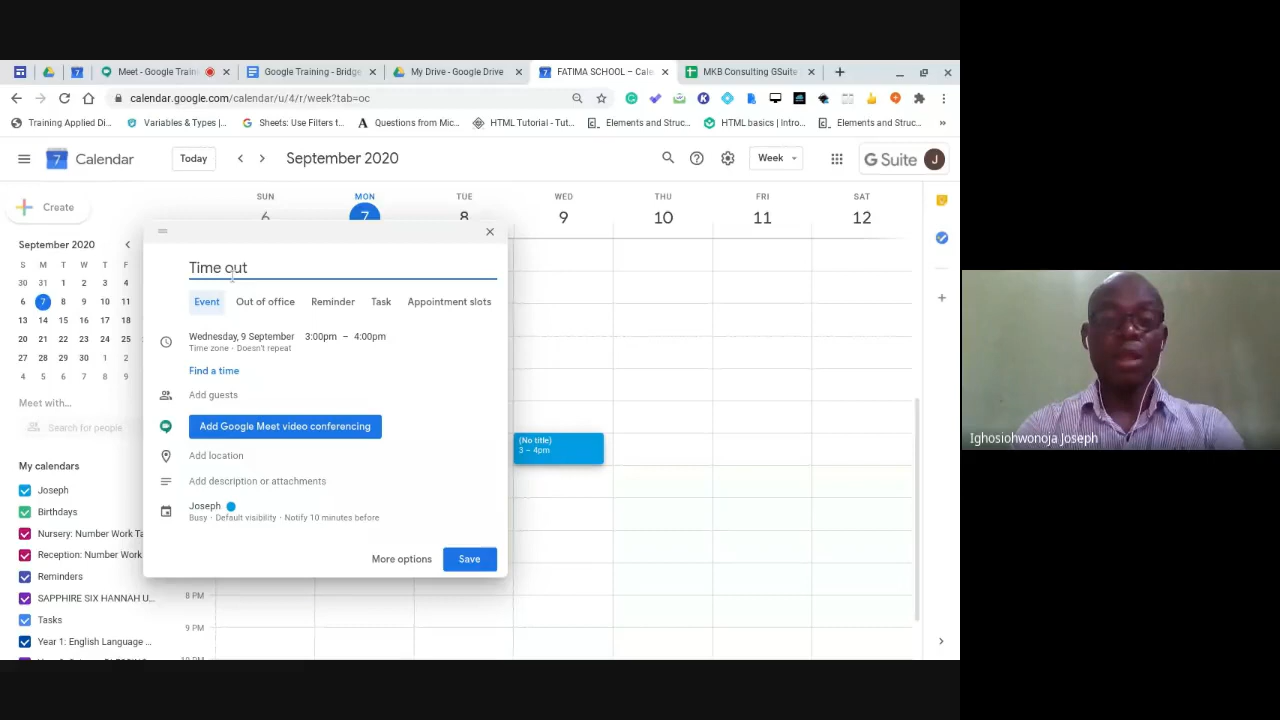 Meet - Google Traini
Google Training - Bridge
My Drive - Google Drive
FATIMA SCHOOL – Cale
MKB Consulting GSuite
calendar.google.com/calendar/u/4/r/week?tab=oc
Training Applied Di...
Variables & Types |...
Sheets: Use Filters t...
Questions from Mic...
HTML Tutorial - Tut...
Elements and Struc...
HTML basics | Intro...
Elements and Struc...
7 Calendar
Today
September 2020
Week
G Suite J
Create
SUN MON TUE WED THU FRI SAT
6 7 8 9 10 11 12
September 2020
S M T W T F
30 31 1 2 3 4
6 7 8 9 10 11
13 14 15 16 17 18
20 21 22 23 24 25
27 28 29 30 1 2
4 5 6 7 8 9
Meet with...
Search for people
My calendars
Joseph
Birthdays
Nursery: Number Work Ta
Reception: Number Work
Reminders
SAPPHIRE SIX HANNAH U...
Tasks
Year 1: English Language ...
Time out
Event Out of office Reminder Task Appointment slots
Wednesday, 9 September 3:00pm – 4:00pm
Time zone · Doesn't repeat
Find a time
Add guests
Add Google Meet video conferencing
Add location
Add description or attachments
Joseph
Busy · Default visibility · Notify 10 minutes before
More options Save
(No title)
3 – 4pm
8 PM
9 PM
Ighosiohwonoja Joseph